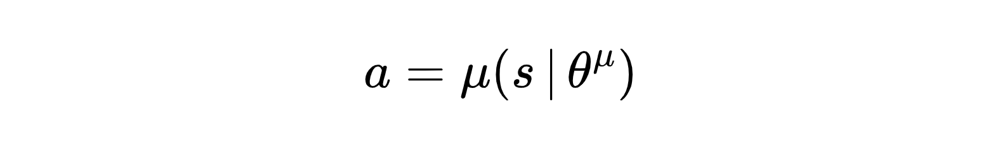 a = μ(s | θ^μ)